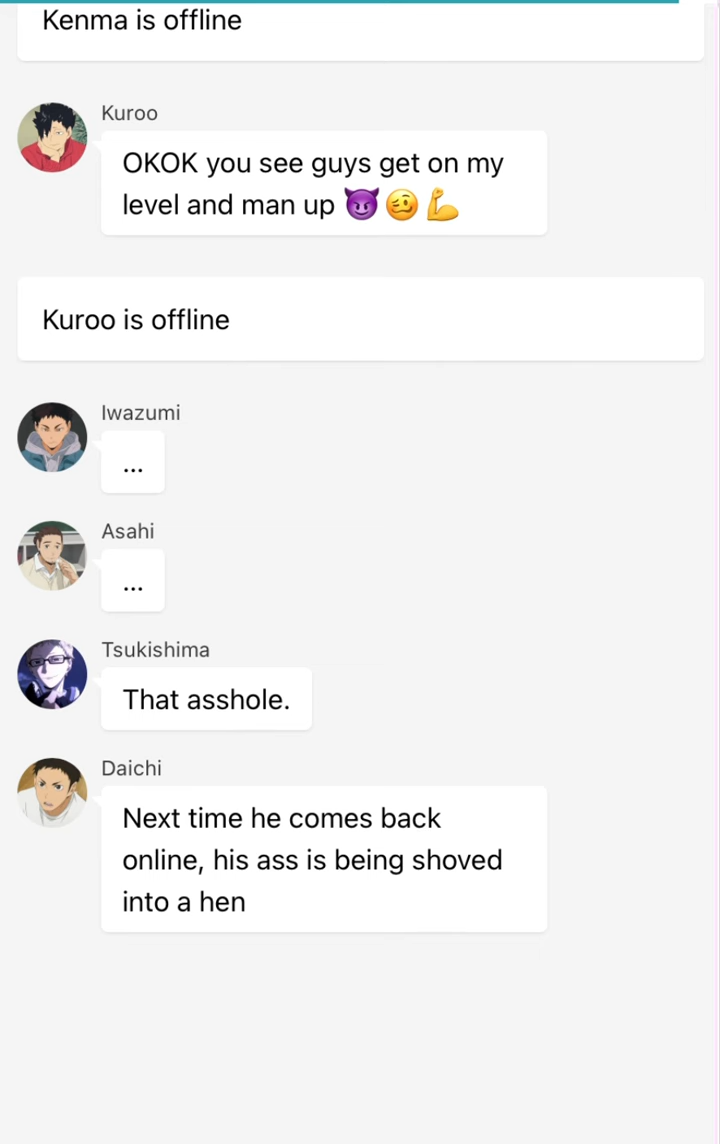 Kenma is offline
Kuroo
OKOK you see guys get on my
level and man up 😈🥴💪
Kuroo is offline
Iwazumi
...
Asahi
...
Tsukishima
That asshole.
Daichi
Next time he comes back
online, his ass is being shoved
into a hen